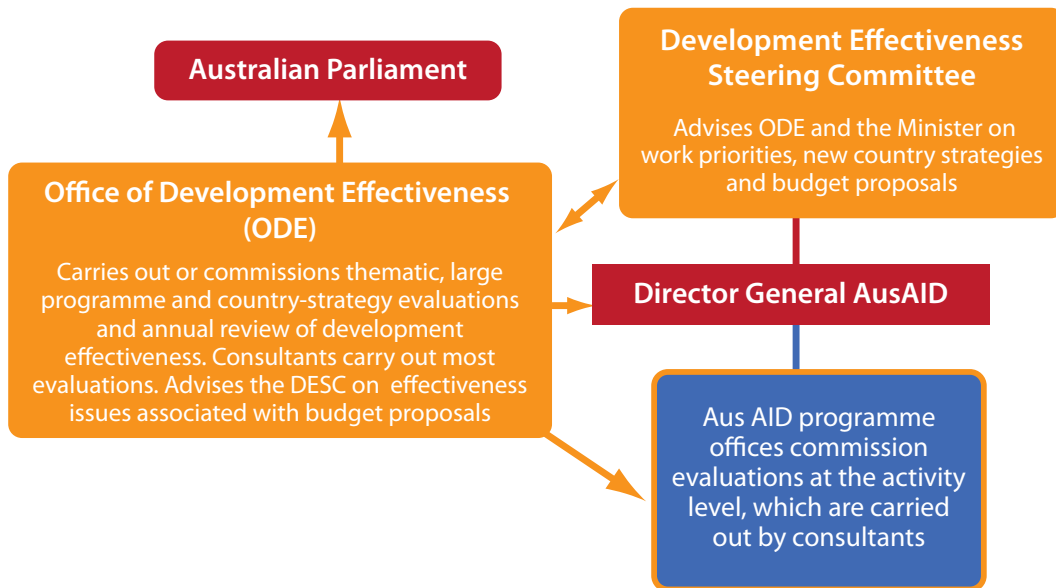 Australian Parliament
Development Effectiveness
Steering Committee
Advises ODE and the Minister on
work priorities, new country strategies
and budget proposals
Office of Development Effectiveness
(ODE)
Carries out or commissions thematic, large
programme and country-strategy evaluations
and annual review of development
effectiveness. Consultants carry out most
evaluations. Advises the DESC on effectiveness
issues associated with budget proposals
Director General AusAID
Aus AID programme
offices commission
evaluations at the activity
level, which are carried
out by consultants